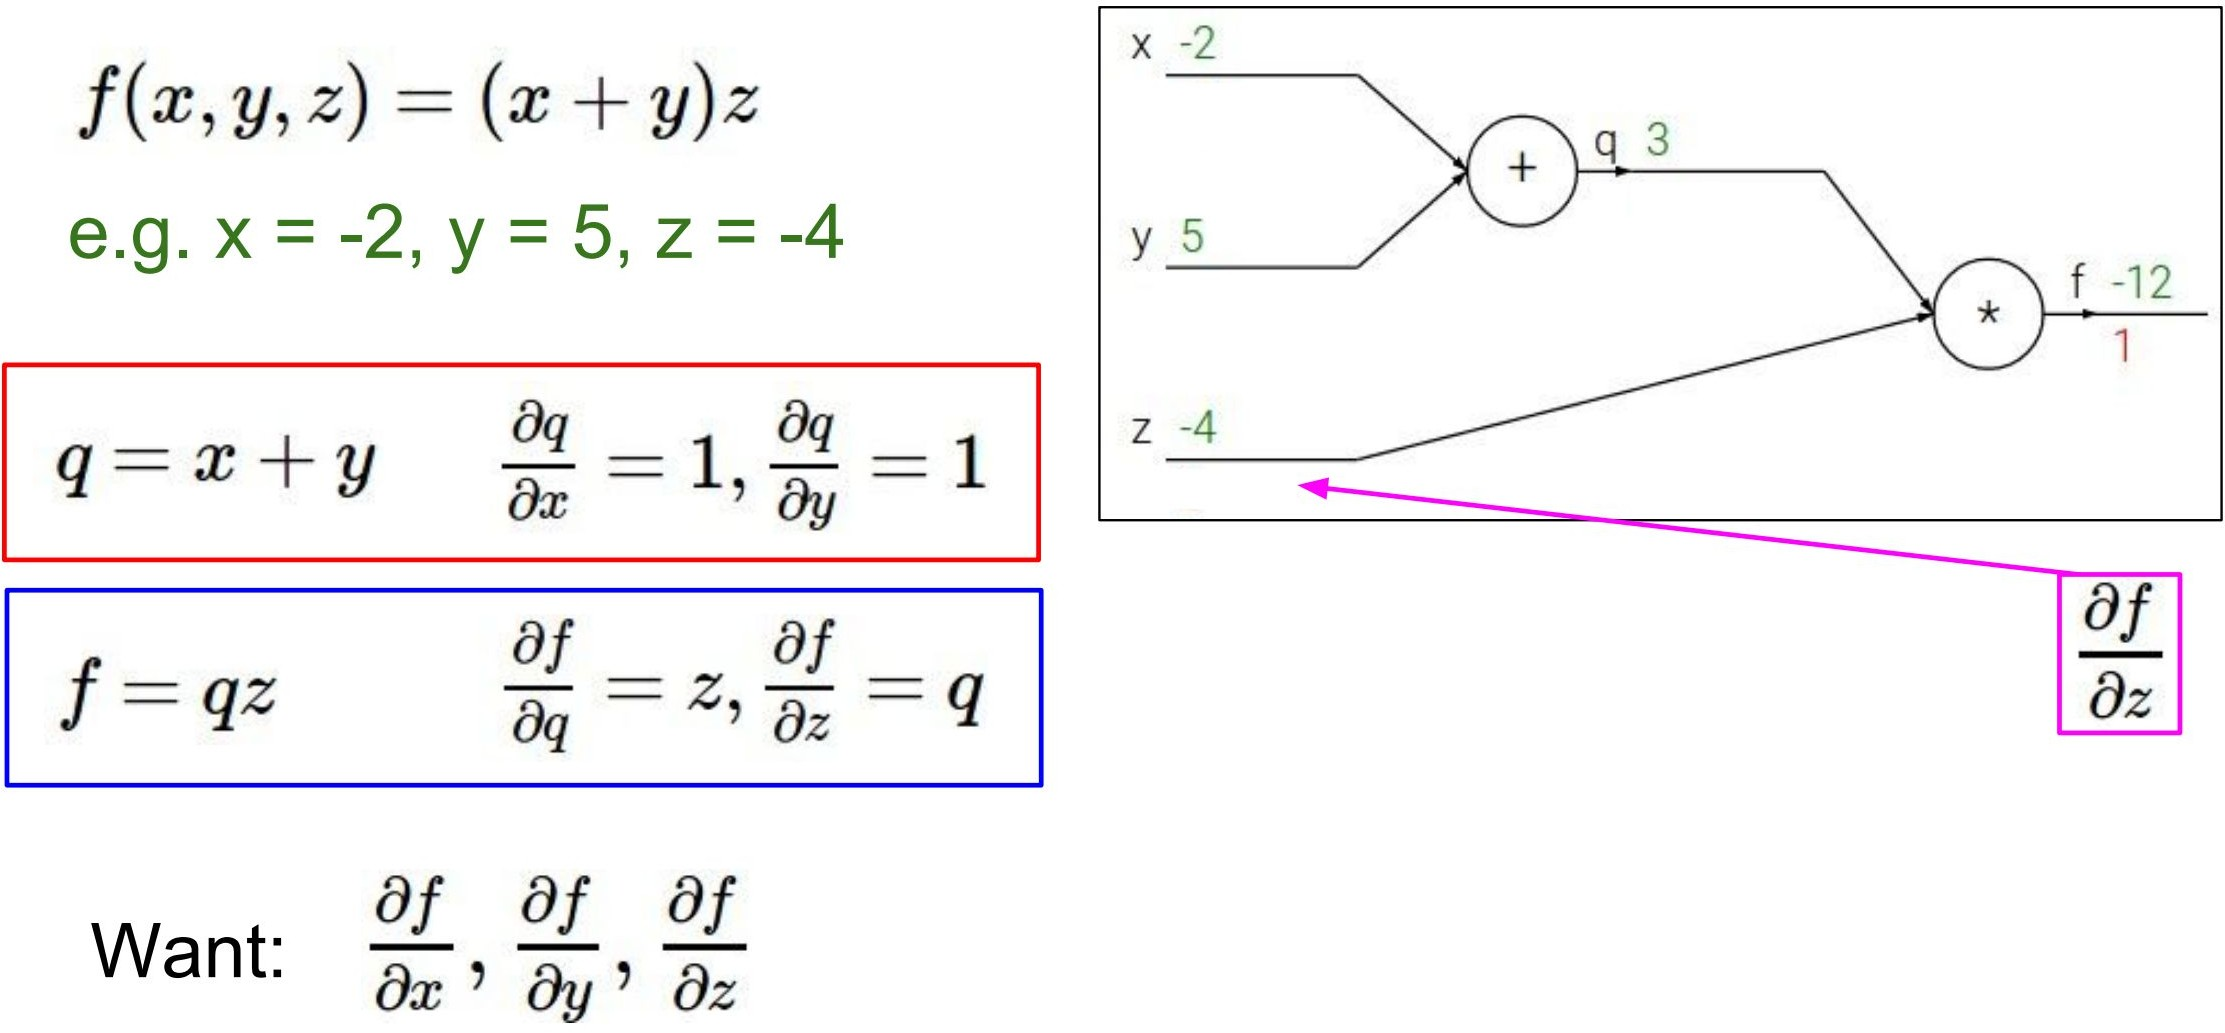 f(x, y, z) = (x + y)z
e.g. x = -2, y = 5, z = -4
q = x + y    ∂q/∂x = 1, ∂q/∂y = 1
f = qz    ∂f/∂q = z, ∂f/∂z = q
Want: ∂f/∂x, ∂f/∂y, ∂f/∂z
x -2
+
q 3
y 5
*
f -12
1
z -4
∂f/∂z